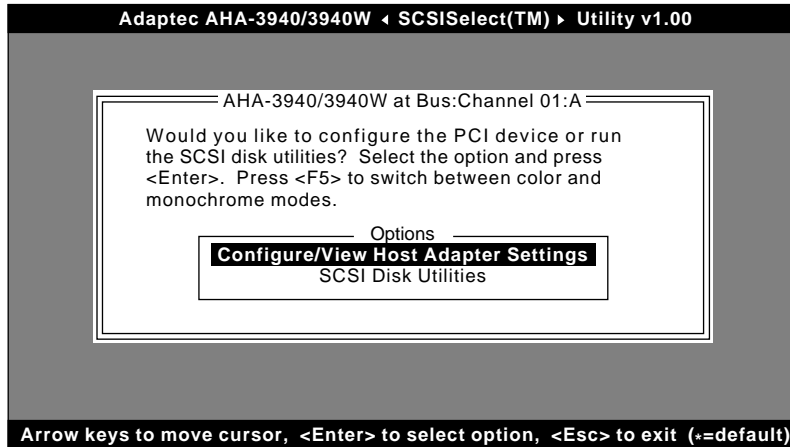 Adaptec AHA-3940/3940W ◂ SCSISelect(TM) ▸ Utility v1.00
AHA-3940/3940W at Bus:Channel 01:A
Would you like to configure the PCI device or run
the SCSI disk utilities? Select the option and press
<Enter>. Press <F5> to switch between color and
monochrome modes.
Options
Configure/View Host Adapter Settings
SCSI Disk Utilities
Arrow keys to move cursor, <Enter> to select option, <Esc> to exit (*=default)